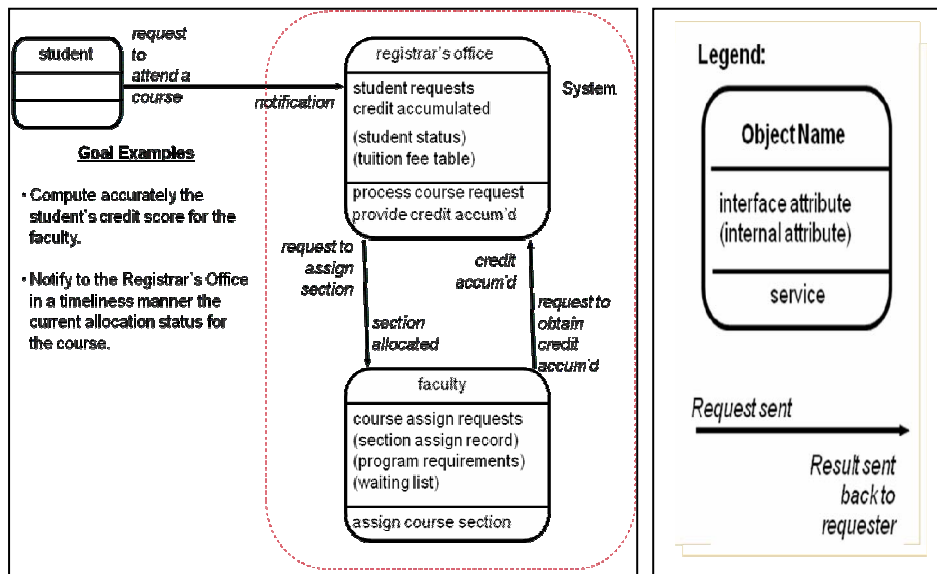 student
request
to
attend a
course
notification
registrar's office
student requests
credit accumulated
(student status)
(tuition fee table)
process course request
provide credit accum'd
System
Goal Examples
• Compute accurately the
student's credit score for the
faculty.
• Notify to the Registrar's Office
in a timeliness manner the
current allocation status for
the course.
request to
assign
section
section
allocated
credit
accum'd
request to
obtain
credit
accum'd
faculty
course assign requests
(section assign record)
(program requirements)
(waiting list)
assign course section
Legend:
Object Name
interface attribute
(internal attribute)
service
Request sent
Result sent
back to
requester